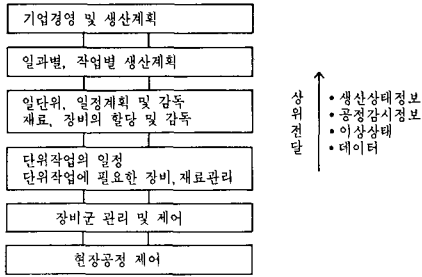 기업경영 및 생산계획
일과별, 작업별 생산계획
일단위, 일정계획 및 감독
재료, 장비의 할당 및 감독
단위작업의 일정
단위작업에 필요한 장비, 재료관리
장비군 관리 및 제어
현장공정 제어
상위전달
• 생산상태정보
• 공정감시정보
• 이상상태
• 데이터